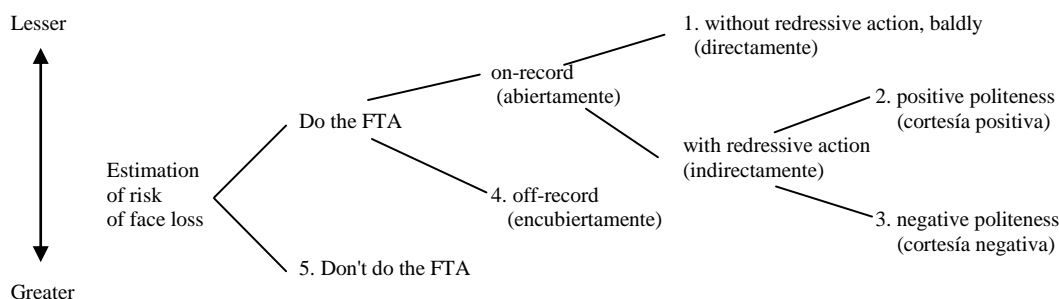 Lesser
1. without redressive action, baldly
(directamente)
on-record
(abiertamente)
2. positive politeness
(cortesía positiva)
Do the FTA
with redressive action
(indirectamente)
Estimation
of risk
of face loss
4. off-record
(encubiertamente)
3. negative politeness
(cortesía negativa)
5. Don't do the FTA
Greater